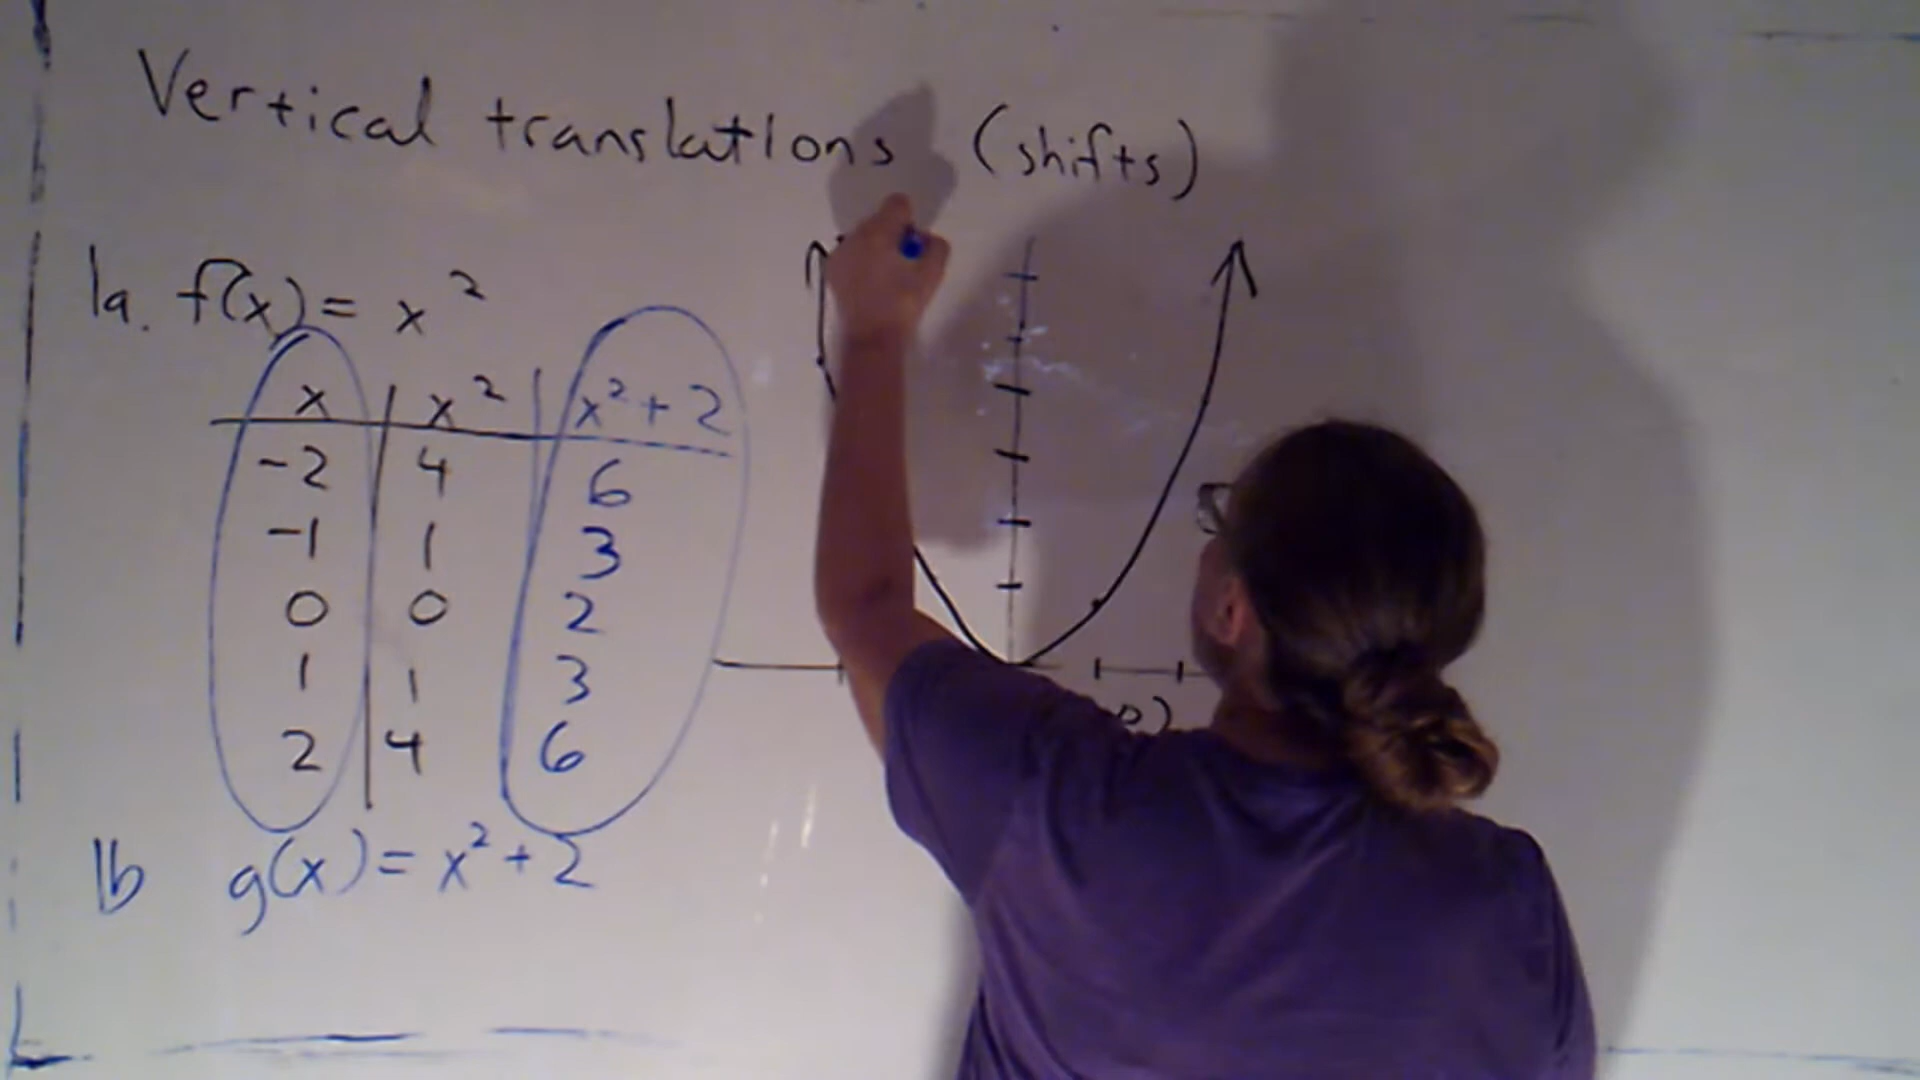 Vertical translations (shifts)
1a. f(x) = x²
x | x² | x² + 2
-2 | 4 | 6
-1 | 1 | 3
0 | 0 | 2
1 | 1 | 3
2 | 4 | 6
1b g(x) = x² + 2